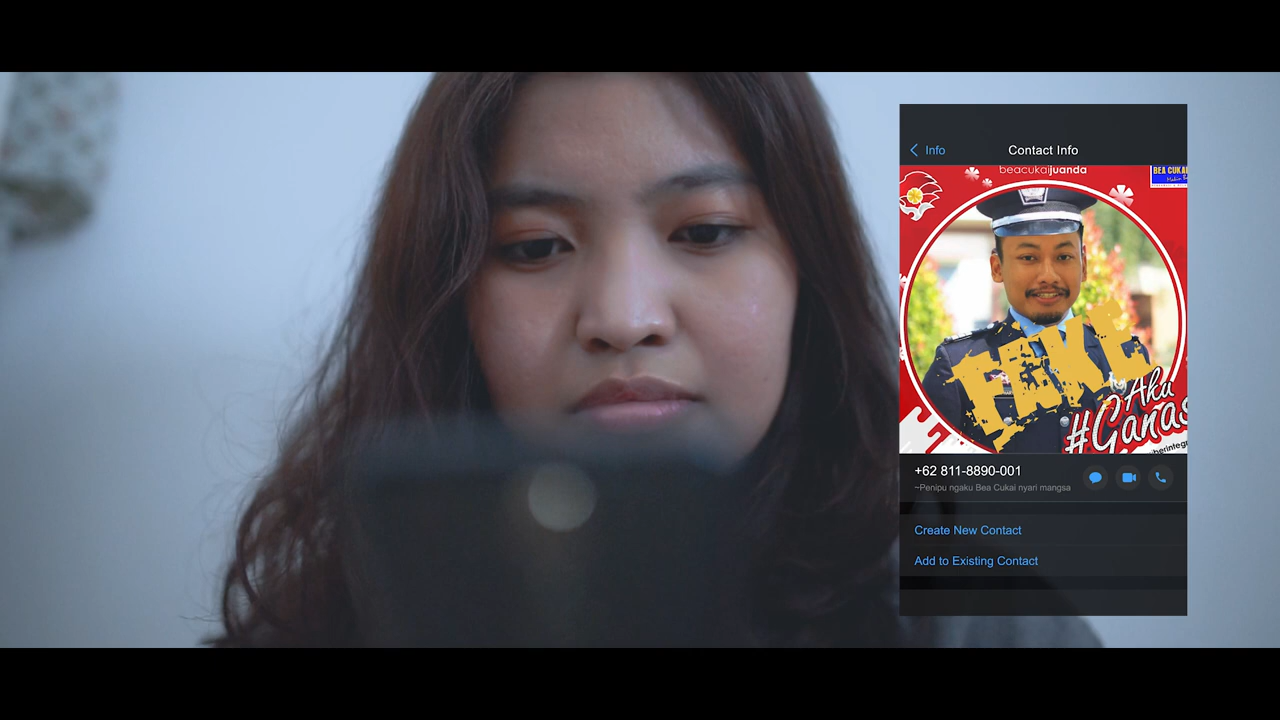 Info
Contact Info
beacukaiJuanda
BEA CUKAI
FAKE
Aku
#Ganas
+62 811-8890-001
~Penipu ngaku Bea Cukai nyari mangsa
Create New Contact
Add to Existing Contact